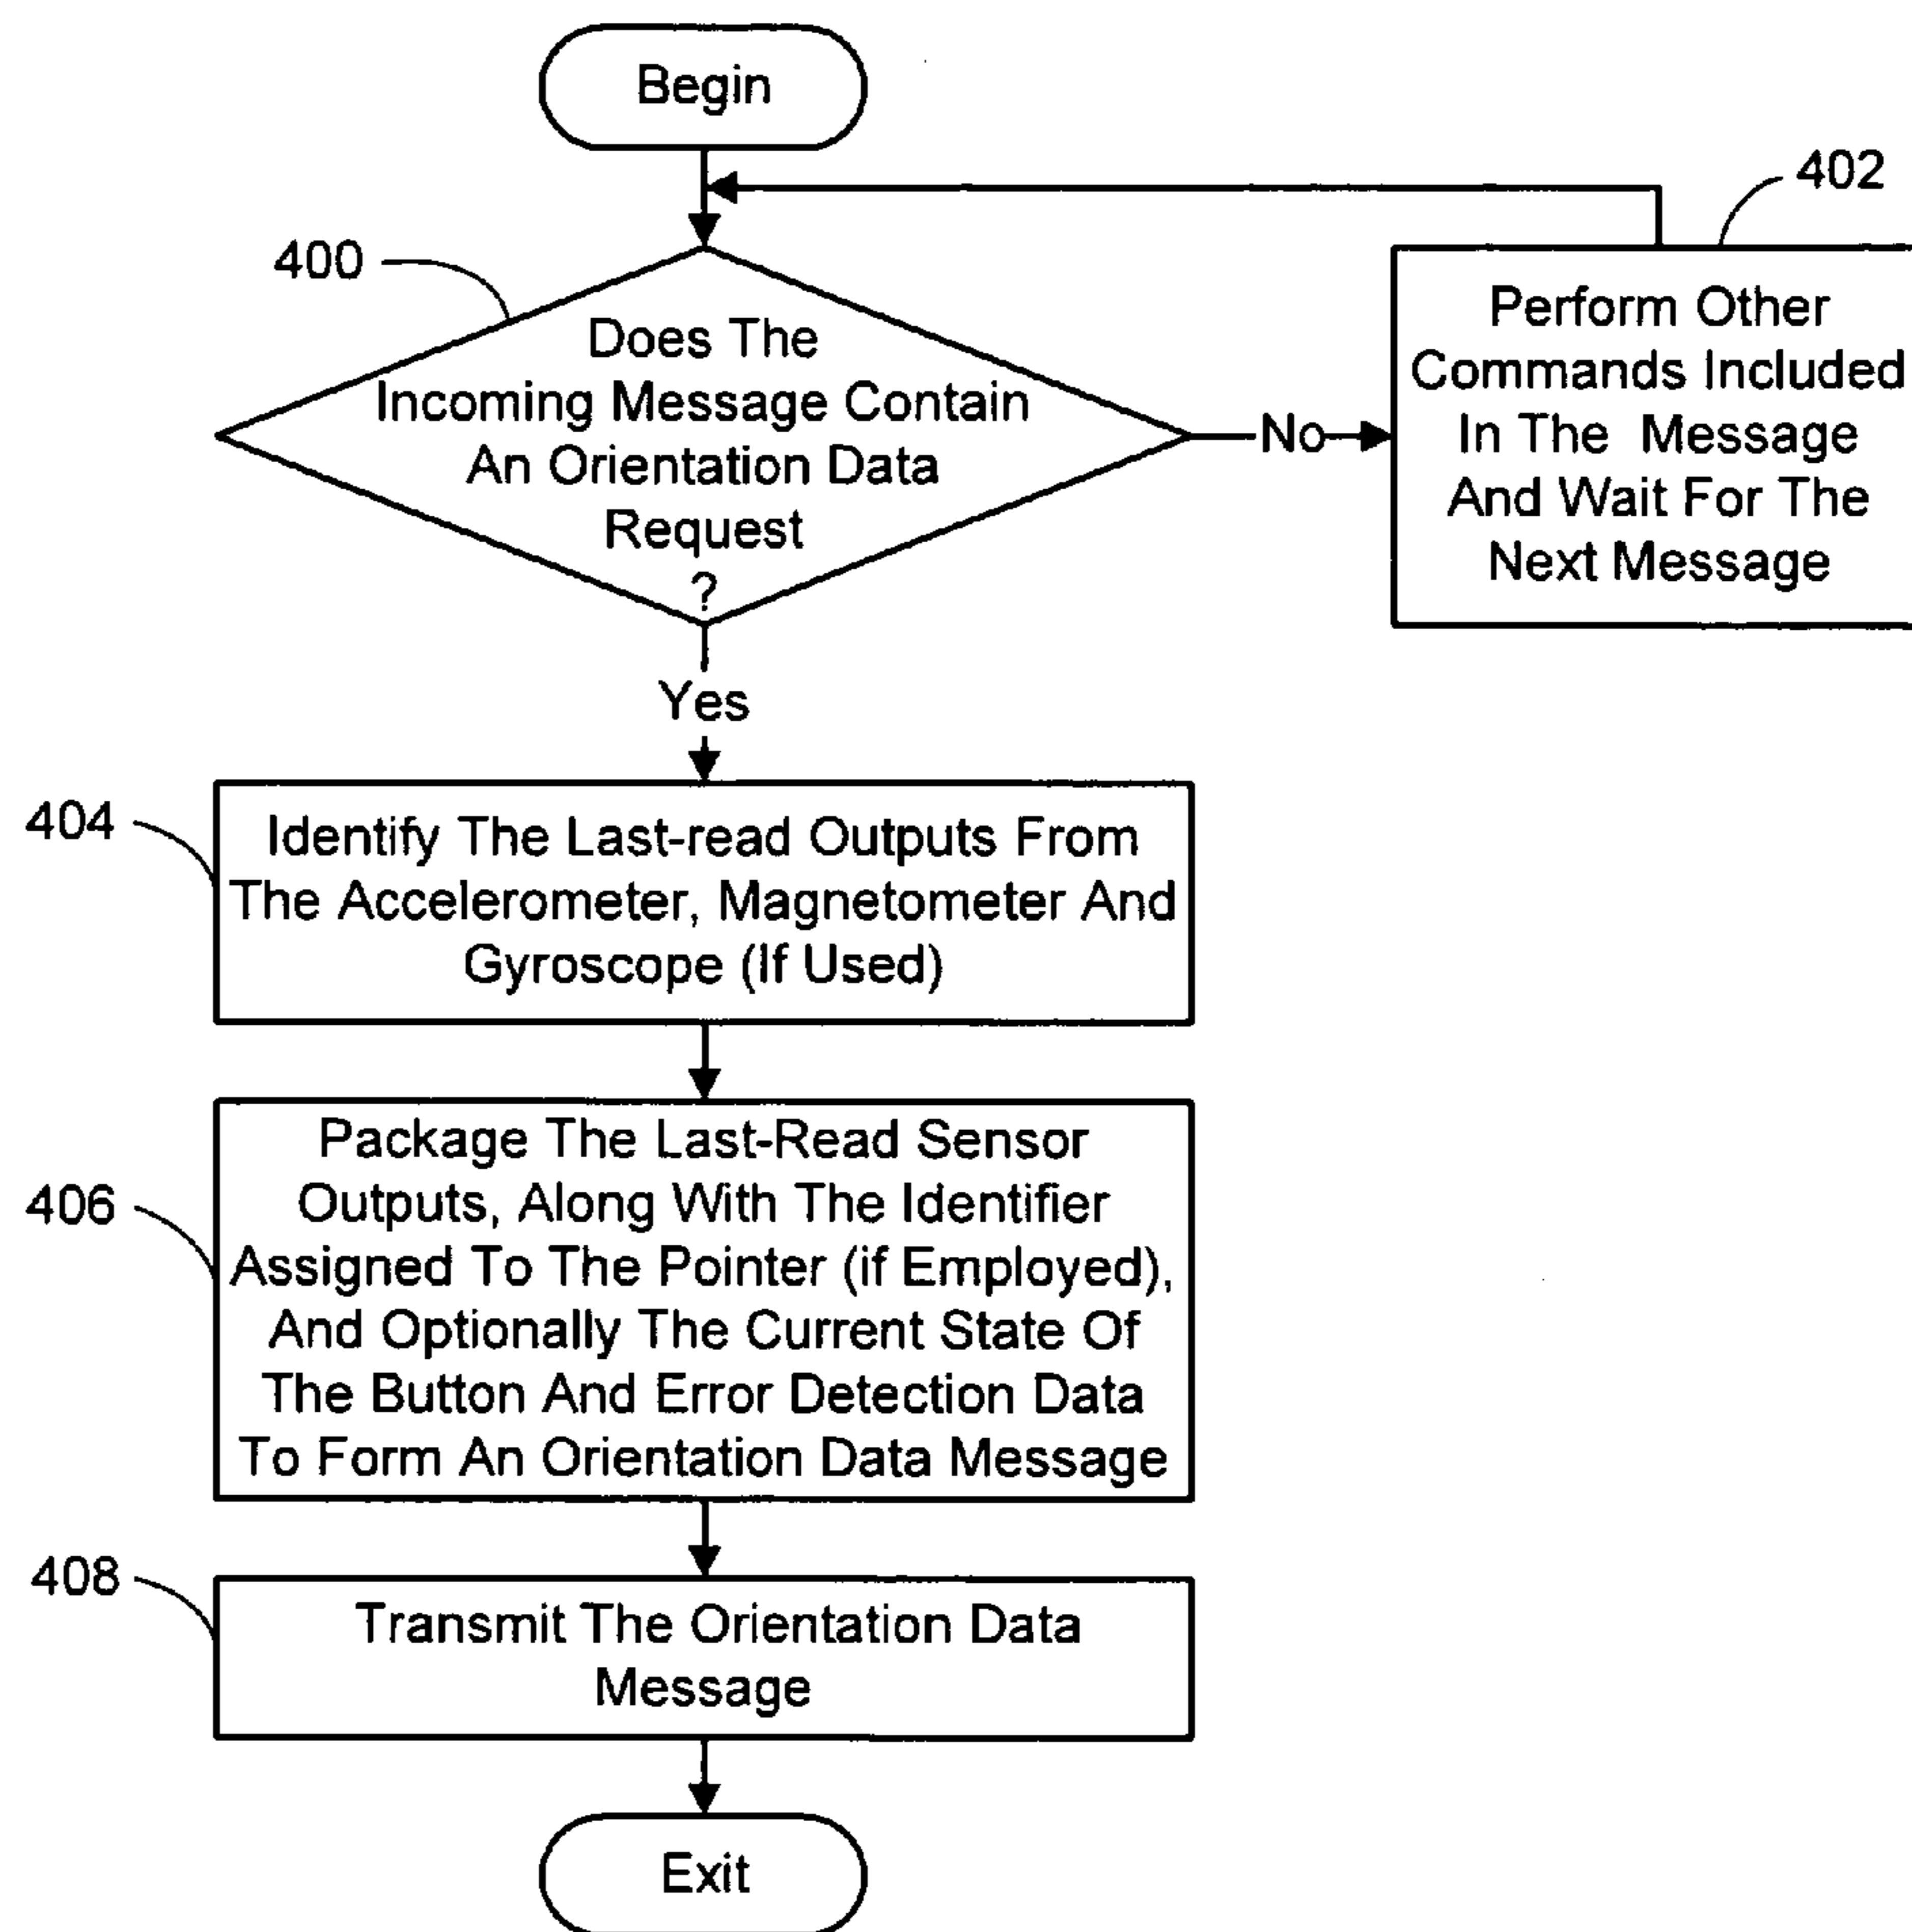 Begin
402
400
Does The
Incoming Message Contain
An Orientation Data
Request
?
No
Perform Other
Commands Included
In The Message
And Wait For The
Next Message
Yes
404
Identify The Last-read Outputs From
The Accelerometer, Magnetometer And
Gyroscope (If Used)
406
Package The Last-Read Sensor
Outputs, Along With The Identifier
Assigned To The Pointer (if Employed),
And Optionally The Current State Of
The Button And Error Detection Data
To Form An Orientation Data Message
408
Transmit The Orientation Data
Message
Exit